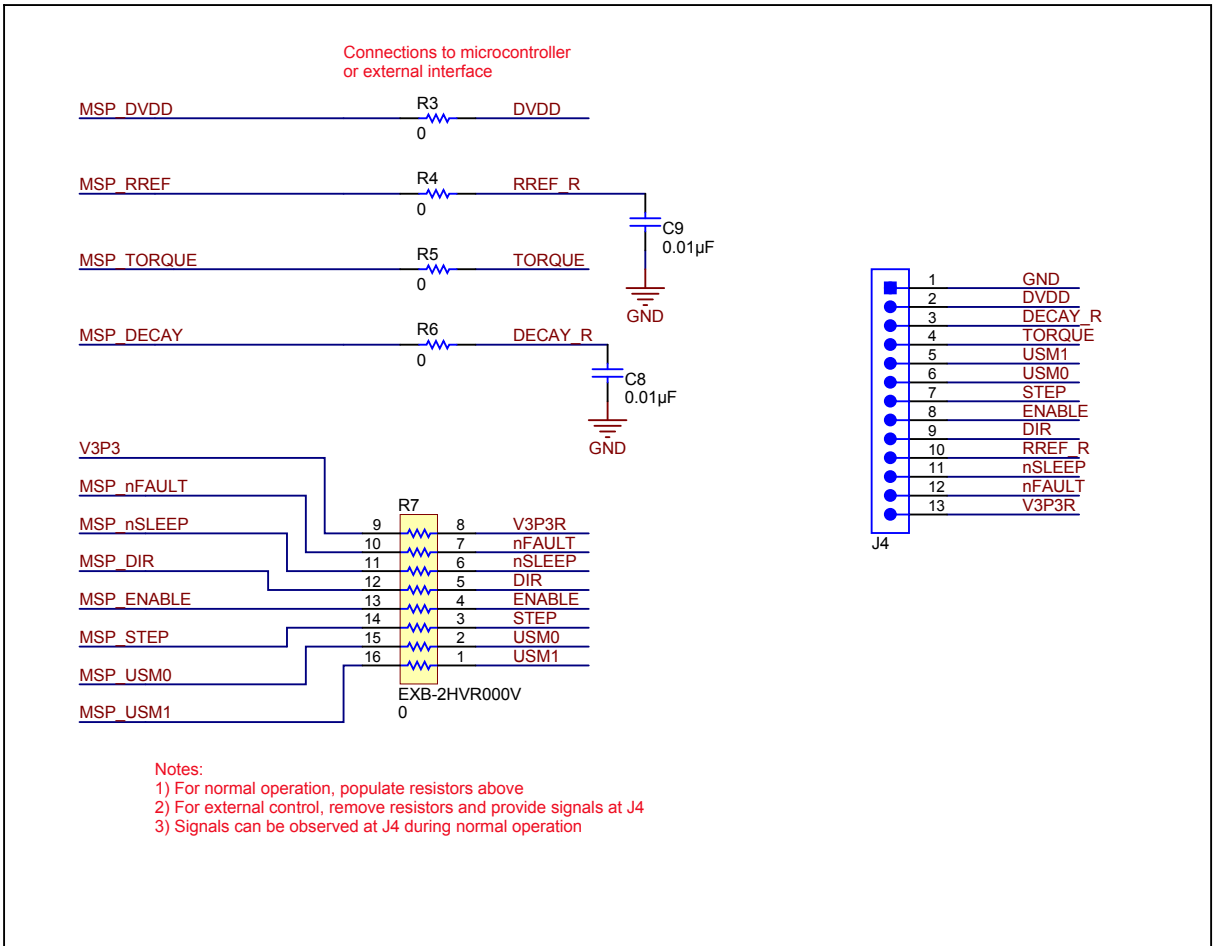 Connections to microcontroller
or external interface
MSP_DVDD
R3
0
DVDD
MSP_RREF
R4
0
RREF_R
C9
0.01µF
GND
MSP_TORQUE
R5
0
TORQUE
MSP_DECAY
R6
0
DECAY_R
C8
0.01µF
GND
V3P3
MSP_nFAULT
MSP_nSLEEP
MSP_DIR
MSP_ENABLE
MSP_STEP
MSP_USM0
MSP_USM1
R7
9 8 V3P3R
10 7 nFAULT
11 6 nSLEEP
12 5 DIR
13 4 ENABLE
14 3 STEP
15 2 USM0
16 1 USM1
EXB-2HVR000V
0
1 GND
2 DVDD
3 DECAY_R
4 TORQUE
5 USM1
6 USM0
7 STEP
8 ENABLE
9 DIR
10 RREF_R
11 nSLEEP
12 nFAULT
13 V3P3R
J4
Notes:
1) For normal operation, populate resistors above
2) For external control, remove resistors and provide signals at J4
3) Signals can be observed at J4 during normal operation